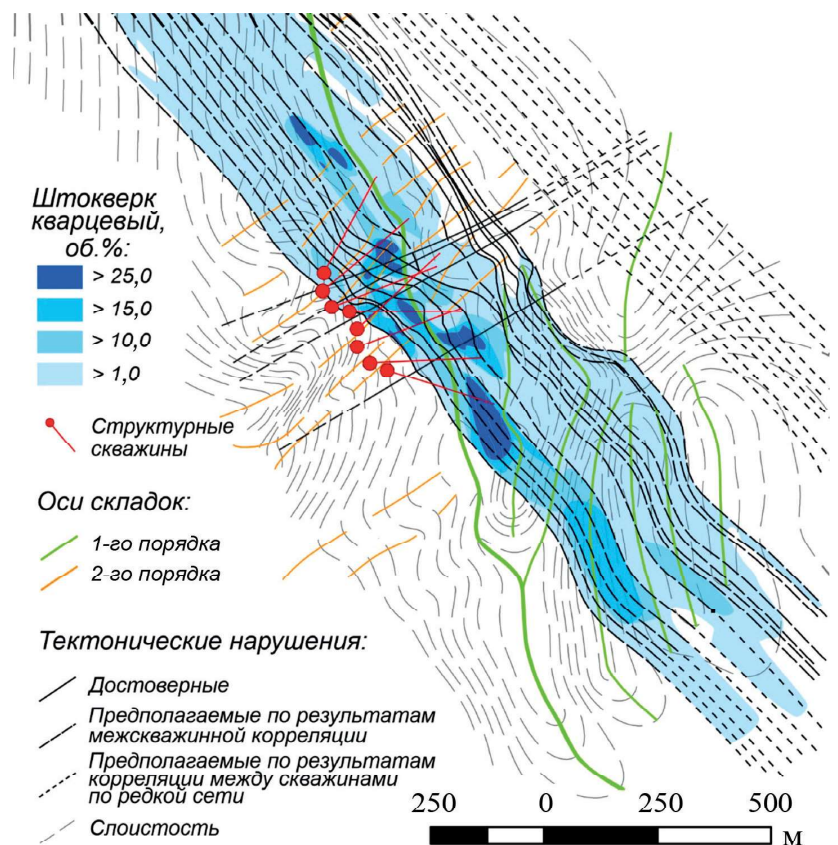 Штокверк
кварцевый,
об.%:
> 25,0
> 15,0
> 10,0
> 1,0
Структурные
скважины
Оси складок:
1-го порядка
2-го порядка
Тектонические нарушения:
Достоверные
Предполагаемые по результатам
межскважинной корреляции
Предполагаемые по результатам
корреляции между скважинами
по редкой сети
Слоистость
250 0 250 500
м